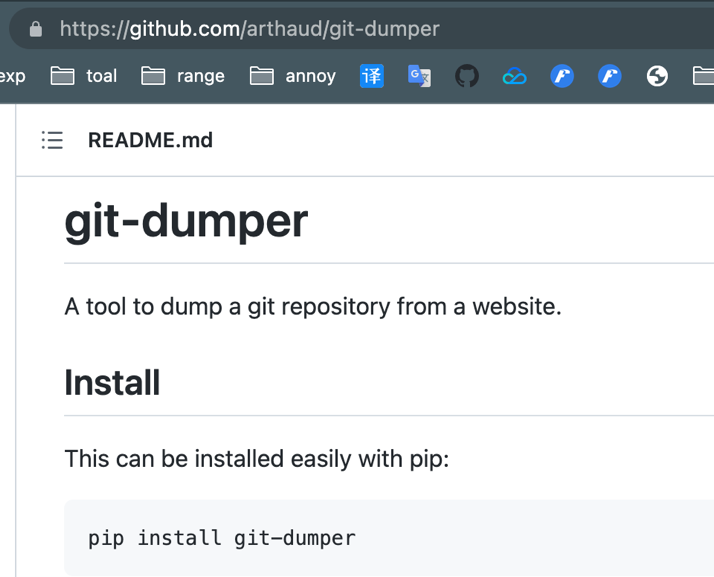 https://github.com/arthaud/git-dumper
exp toal range annoy 译 G 文
README.md
git-dumper
A tool to dump a git repository from a website.
Install
This can be installed easily with pip:
pip install git-dumper